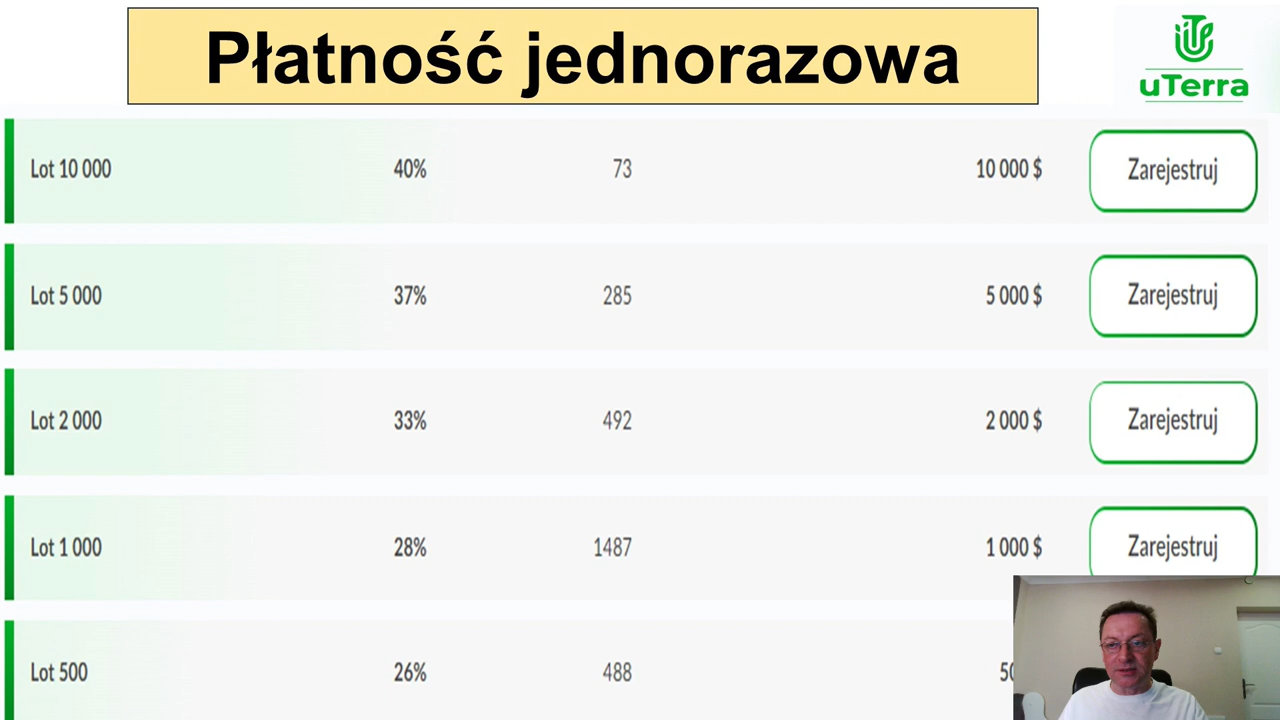 Płatność jednorazowa
uTerra
Lot 10 000 40% 73 10 000 $ Zarejestruj
Lot 5 000 37% 285 5 000 $ Zarejestruj
Lot 2 000 33% 492 2 000 $ Zarejestruj
Lot 1 000 28% 1487 1 000 $ Zarejestruj
Lot 500 26% 488